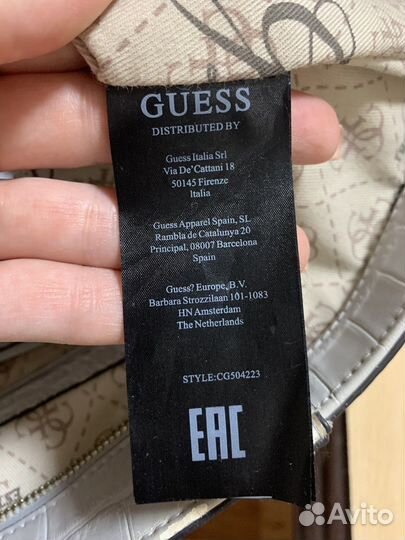 GUESS
DISTRIBUTED BY
Guess Italia Srl
Via De'Cattani 18
50145 Firenze
Italia
Guess Apparel Spain, SL
Rambla de Catalunya 20
Principal, 08007 Barcelona
Spain
Guess? Europe, B.V.
Barbara Strozzilaan 101-1083
HN Amsterdam
The Netherlands
STYLE:CG504223
EAC
Avito